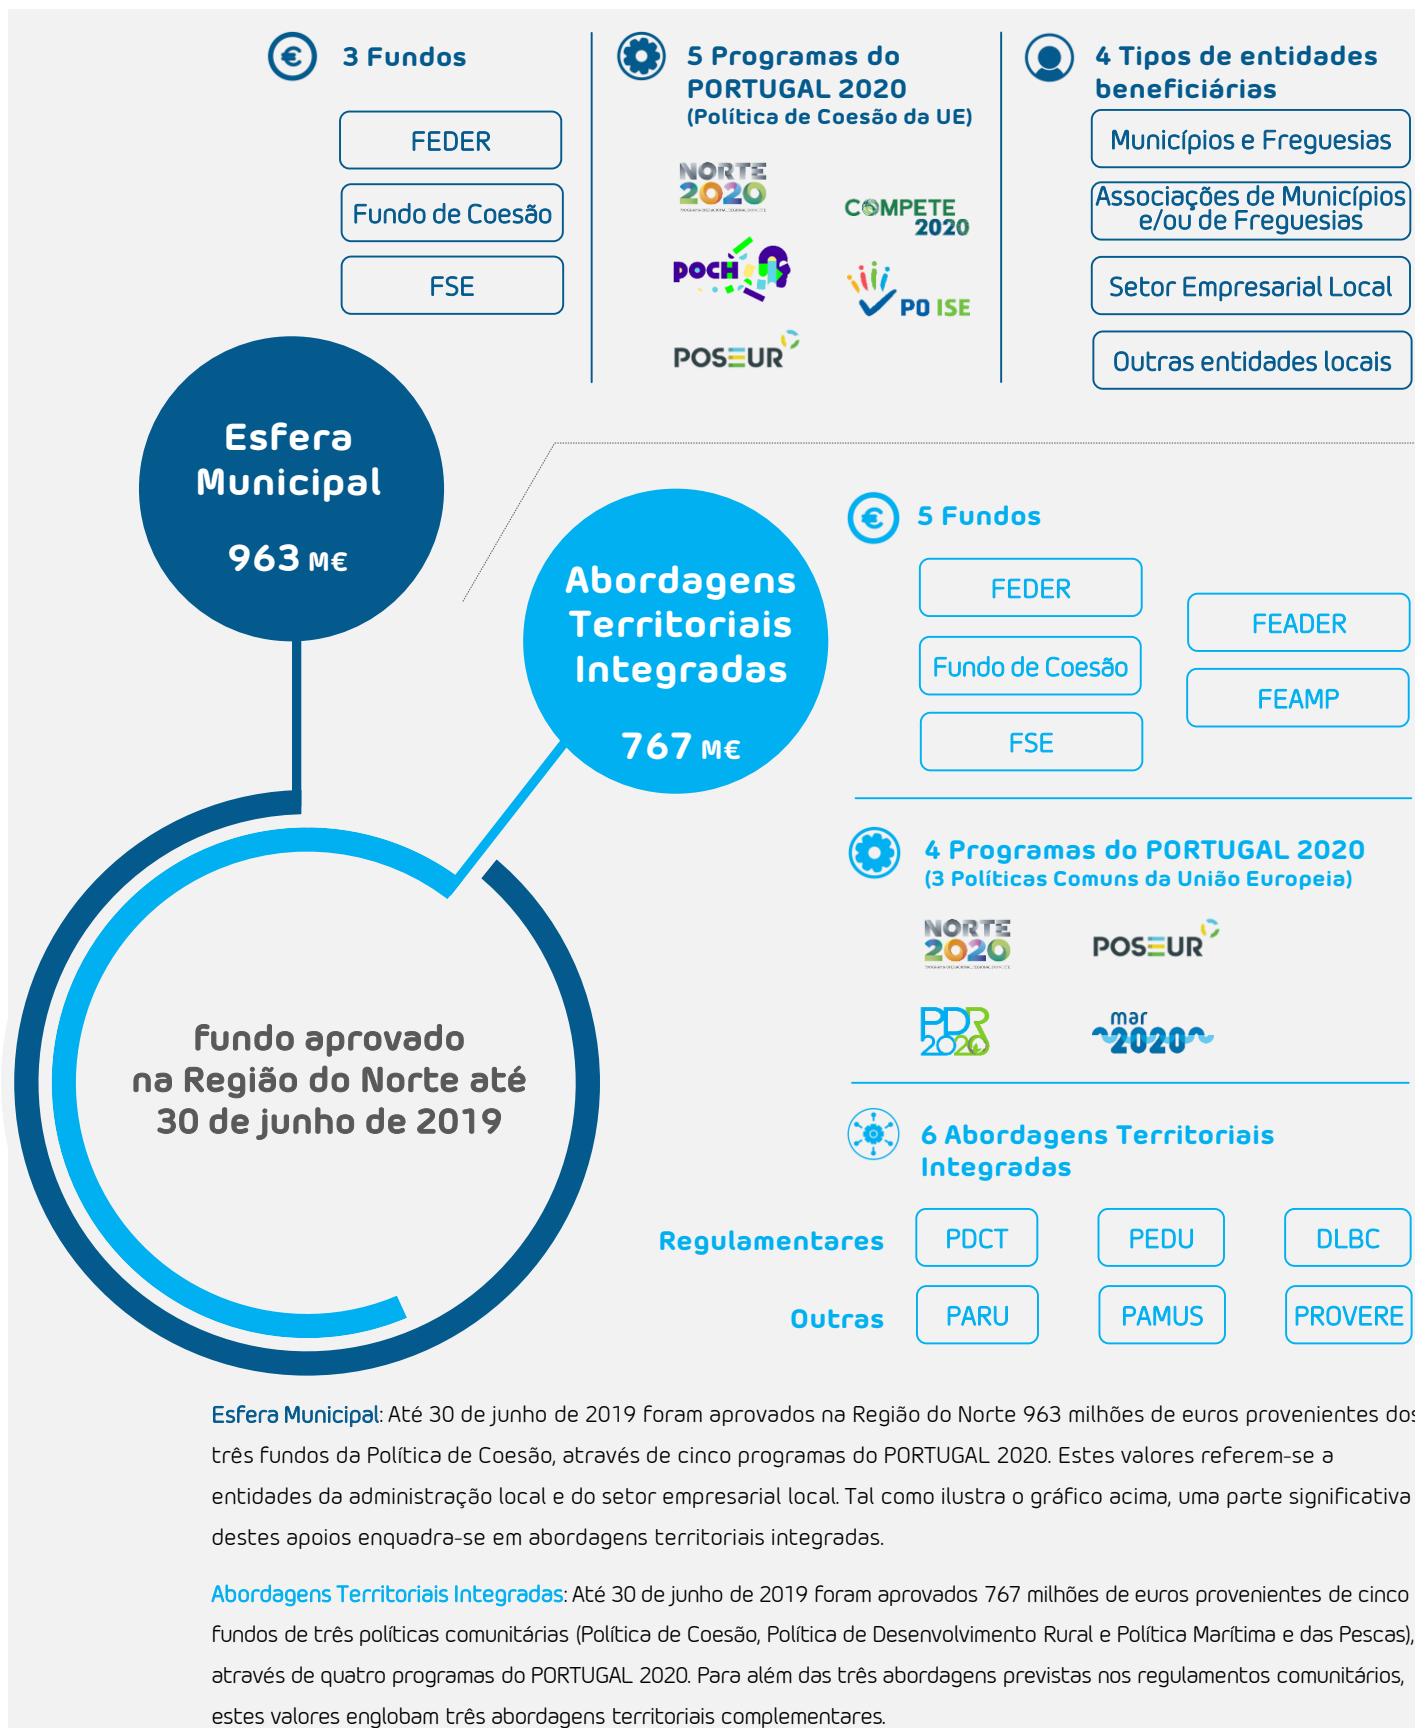 3 Fundos
FEDER
Fundo de Coesão
FSE
5 Programas do
PORTUGAL 2020
(Política de Coesão da UE)
NORTE
2020
COMPETE
2020
POCH
PO ISE
POSEUR
4 Tipos de entidades
beneficiárias
Municípios e Freguesias
Associações de Municípios
e/ou de Freguesias
Setor Empresarial Local
Outras entidades locais
Esfera
Municipal
963 M€
Abordagens
Territoriais
Integradas
767 M€
5 Fundos
FEDER
Fundo de Coesão
FSE
FEADER
FEAMP
4 Programas do PORTUGAL 2020
(3 Políticas Comuns da União Europeia)
NORTE
2020
POSEUR
PDR
2020
mar
2020
fundo aprovado
na Região do Norte até
30 de junho de 2019
6 Abordagens Territoriais
Integradas
Regulamentares PDCT PEDU DLBC
Outras PARU PAMUS PROVERE
Esfera Municipal: Até 30 de junho de 2019 foram aprovados na Região do Norte 963 milhões de euros provenientes dos
três fundos da Política de Coesão, através de cinco programas do PORTUGAL 2020. Estes valores referem-se a
entidades da administração local e do setor empresarial local. Tal como ilustra o gráfico acima, uma parte significativa
destes apoios enquadra-se em abordagens territoriais integradas.
Abordagens Territoriais Integradas: Até 30 de junho de 2019 foram aprovados 767 milhões de euros provenientes de cinco
fundos de três políticas comunitárias (Política de Coesão, Política de Desenvolvimento Rural e Política Marítima e das Pescas),
através de quatro programas do PORTUGAL 2020. Para além das três abordagens previstas nos regulamentos comunitários,
estes valores englobam três abordagens territoriais complementares.